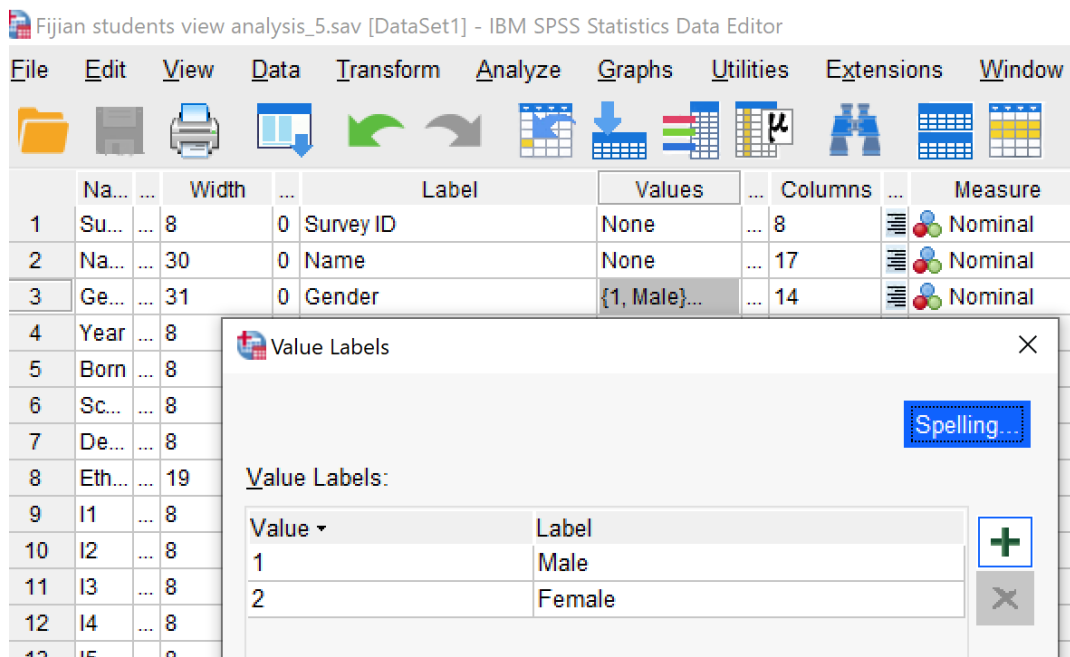 Fijian students view analysis_5.sav [DataSet1] - IBM SPSS Statistics Data Editor
File Edit View Data Transform Analyze Graphs Utilities Extensions Window
µ
Na... ... Width ... Label Values ... Columns ... Measure
1 Su... ... 8 0 Survey ID None ... 8 Nominal
2 Na... ... 30 0 Name None ... 17 Nominal
3 Ge... ... 31 0 Gender {1, Male}... ... 14 Nominal
4 Year ... 8
Value Labels
5 Born ... 8
6 Sc... ... 8
Spelling...
7 De... ... 8
8 Eth... ... 19
Value Labels:
9 I1 ... 8
Value Label
10 I2 ... 8
1 Male
11 I3 ... 8
2 Female
12 I4 ... 8
13 I5 ... 8